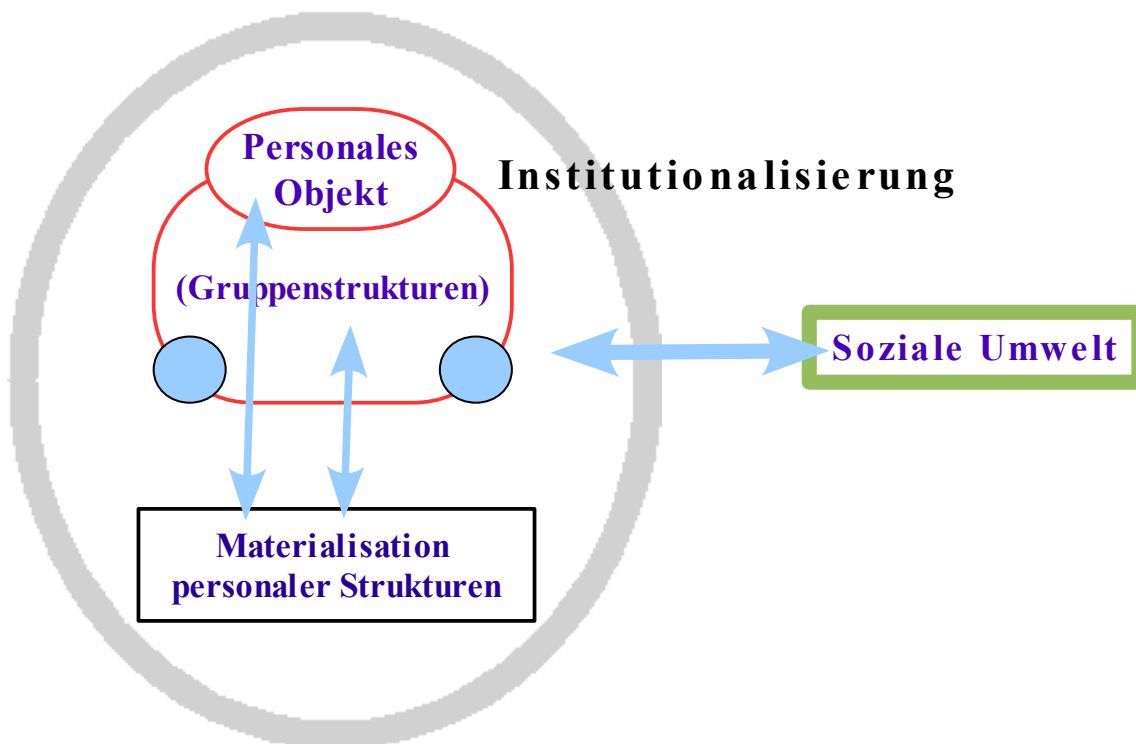 Personales
Objekt
Institutionalisierung
(Gruppenstrukturen)
Soziale Umwelt
Materialisation
personaler Strukturen